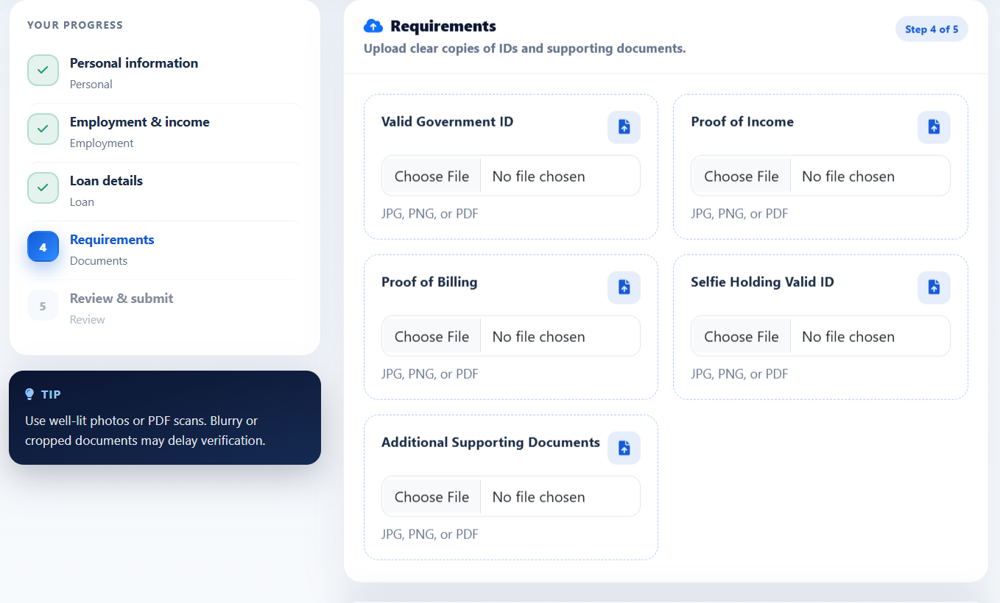 YOUR PROGRESS
Personal information
Personal
Employment & income
Employment
Loan details
Loan
4
Requirements
Documents
5
Review & submit
Review
TIP
Use well-lit photos or PDF scans. Blurry or
cropped documents may delay verification.
Requirements
Step 4 of 5
Upload clear copies of IDs and supporting documents.
Valid Government ID
Choose File No file chosen
JPG, PNG, or PDF
Proof of Income
Choose File No file chosen
JPG, PNG, or PDF
Proof of Billing
Choose File No file chosen
JPG, PNG, or PDF
Selfie Holding Valid ID
Choose File No file chosen
JPG, PNG, or PDF
Additional Supporting Documents
Choose File No file chosen
JPG, PNG, or PDF